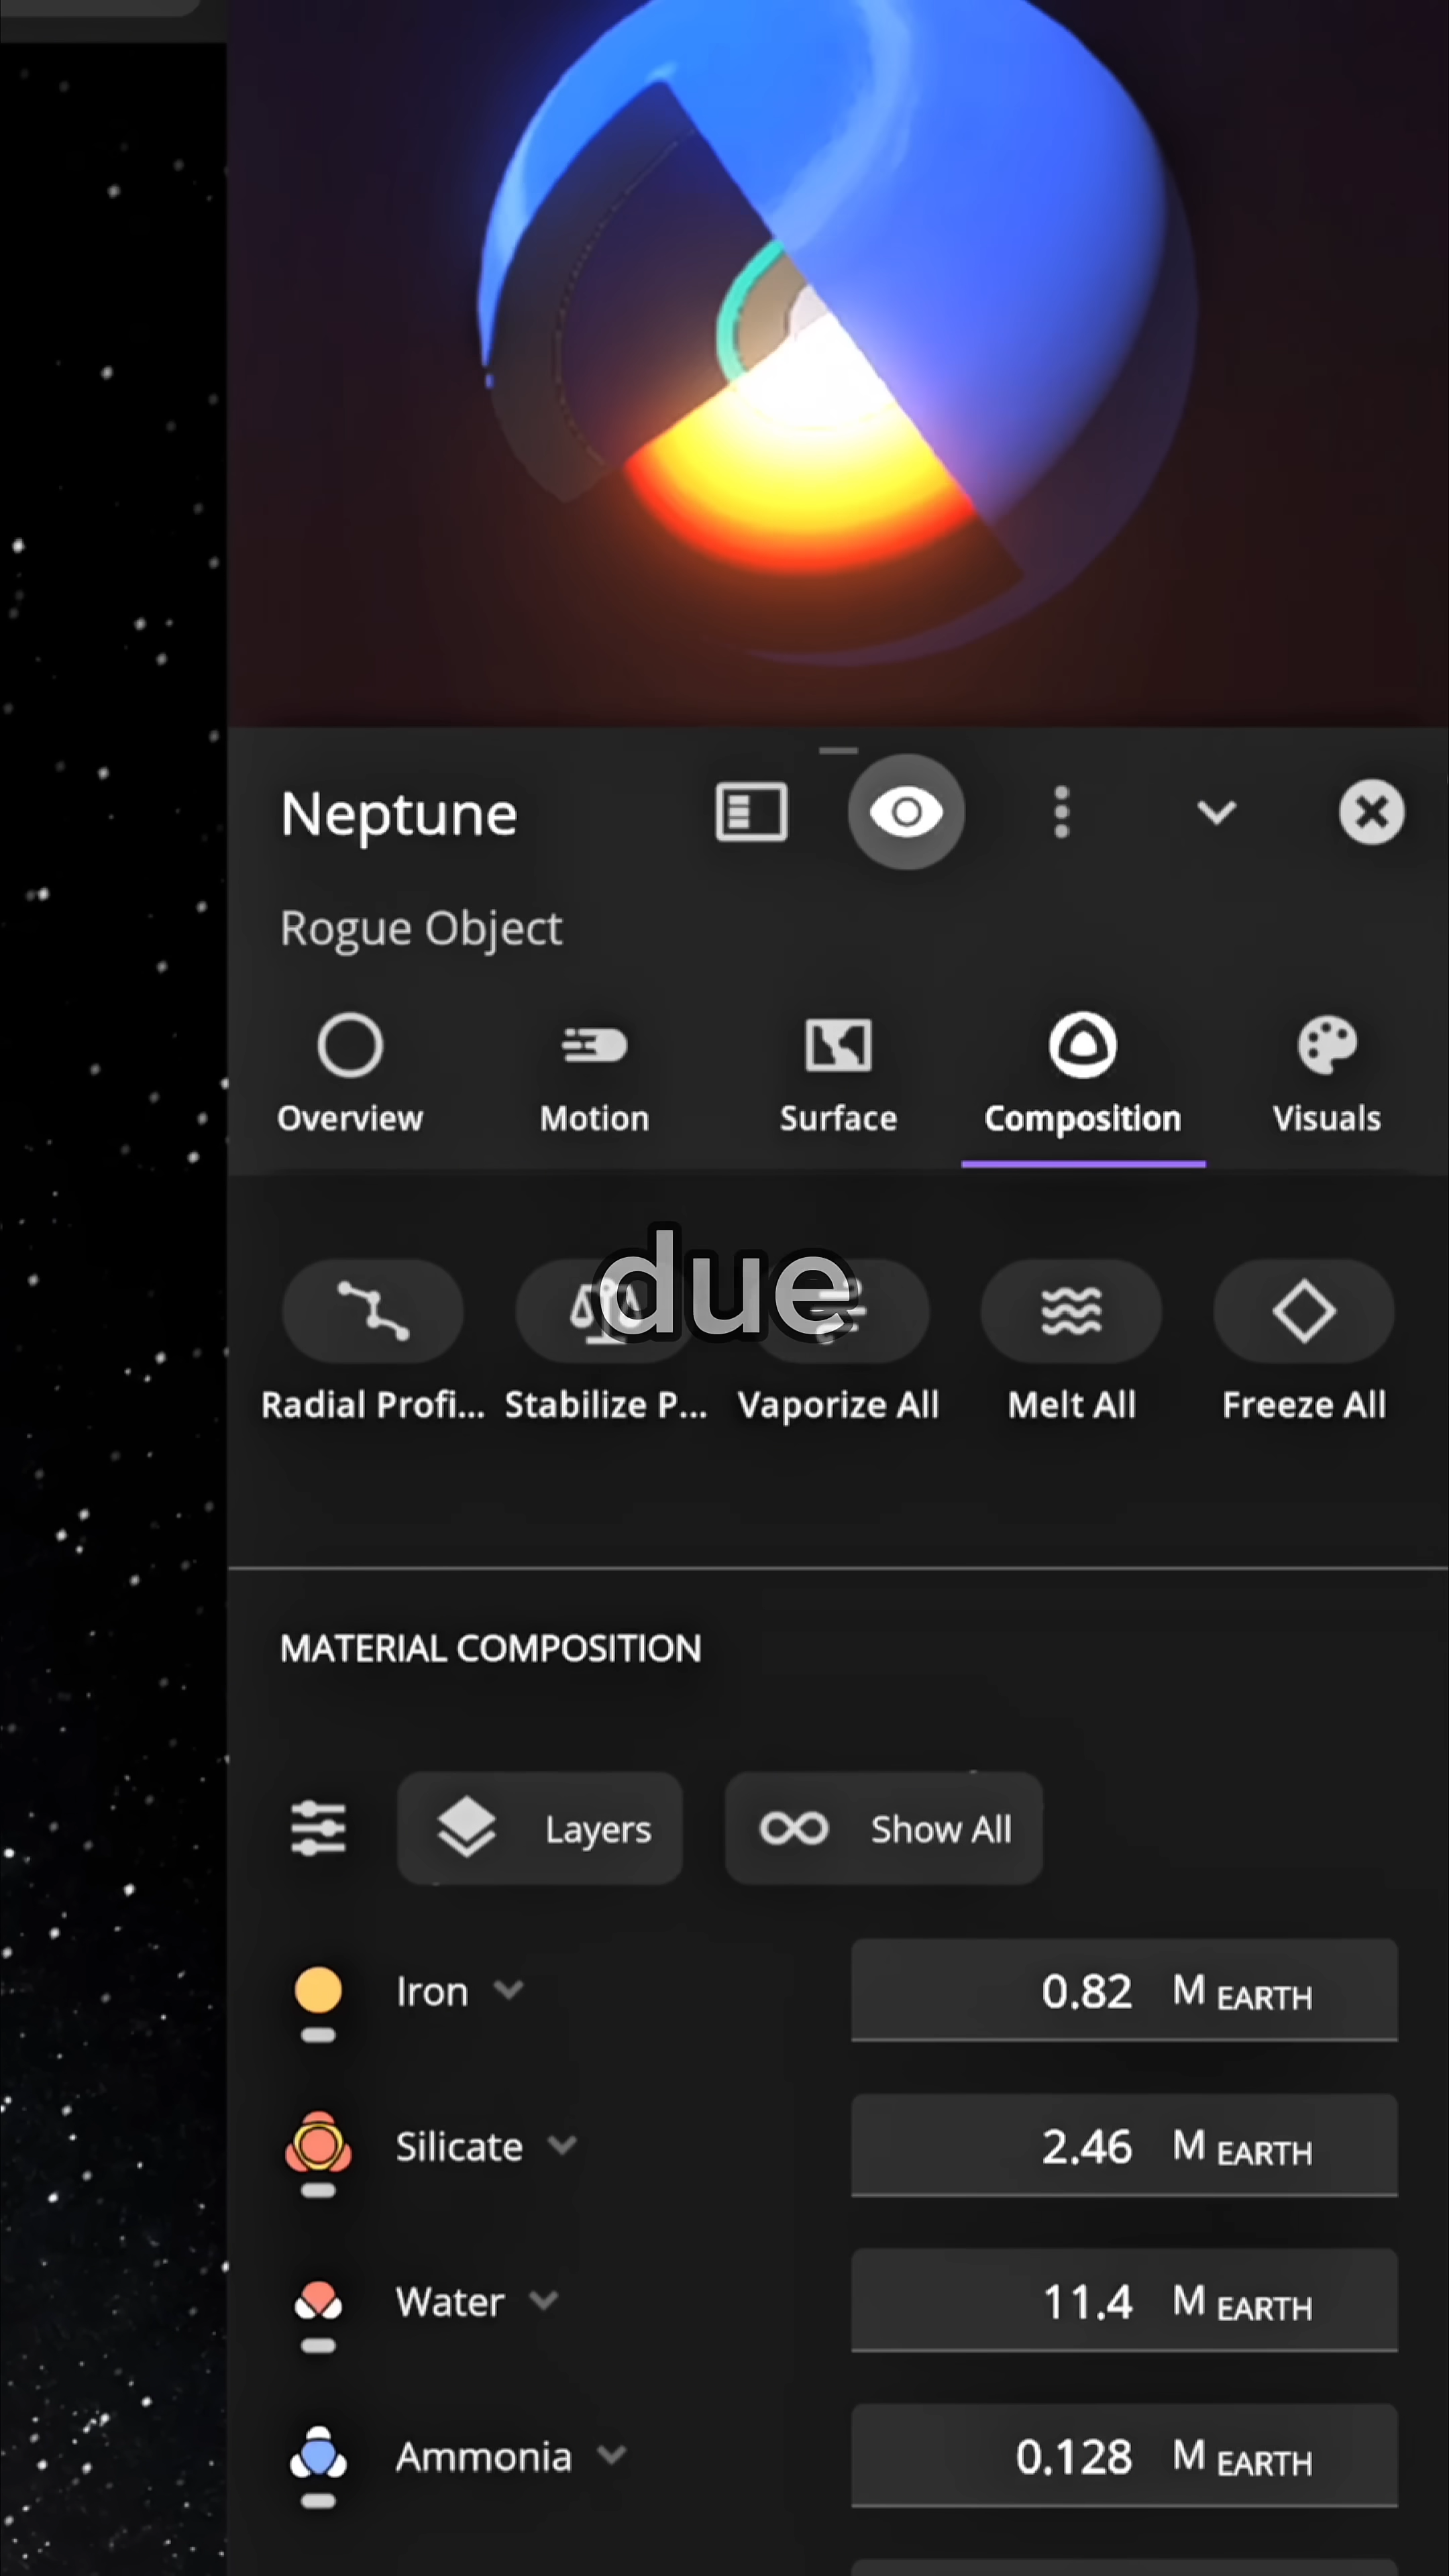 Neptune
Rogue Object
Overview Motion Surface Composition Visuals
due
Radial Profi... Stabilize P... Vaporize All Melt All Freeze All
MATERIAL COMPOSITION
Layers Show All
Iron 0.82 M EARTH
Silicate 2.46 M EARTH
Water 11.4 M EARTH
Ammonia 0.128 M EARTH